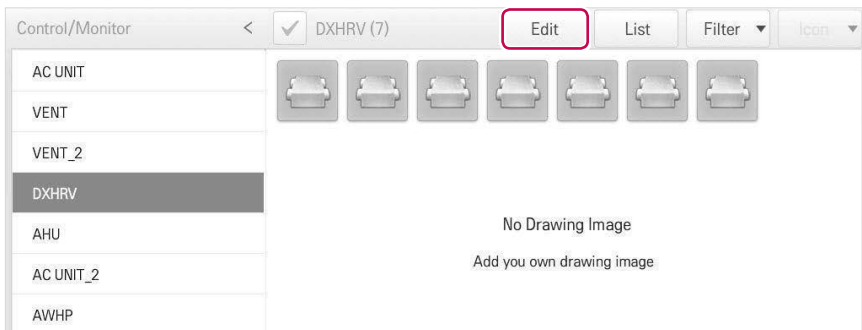 Control/Monitor < DXHRV (7) Edit List Filter ▼ Icon ▼
AC UNIT
VENT
VENT_2
DXHRV
AHU
AC UNIT_2
AWHP
No Drawing Image
Add you own drawing image